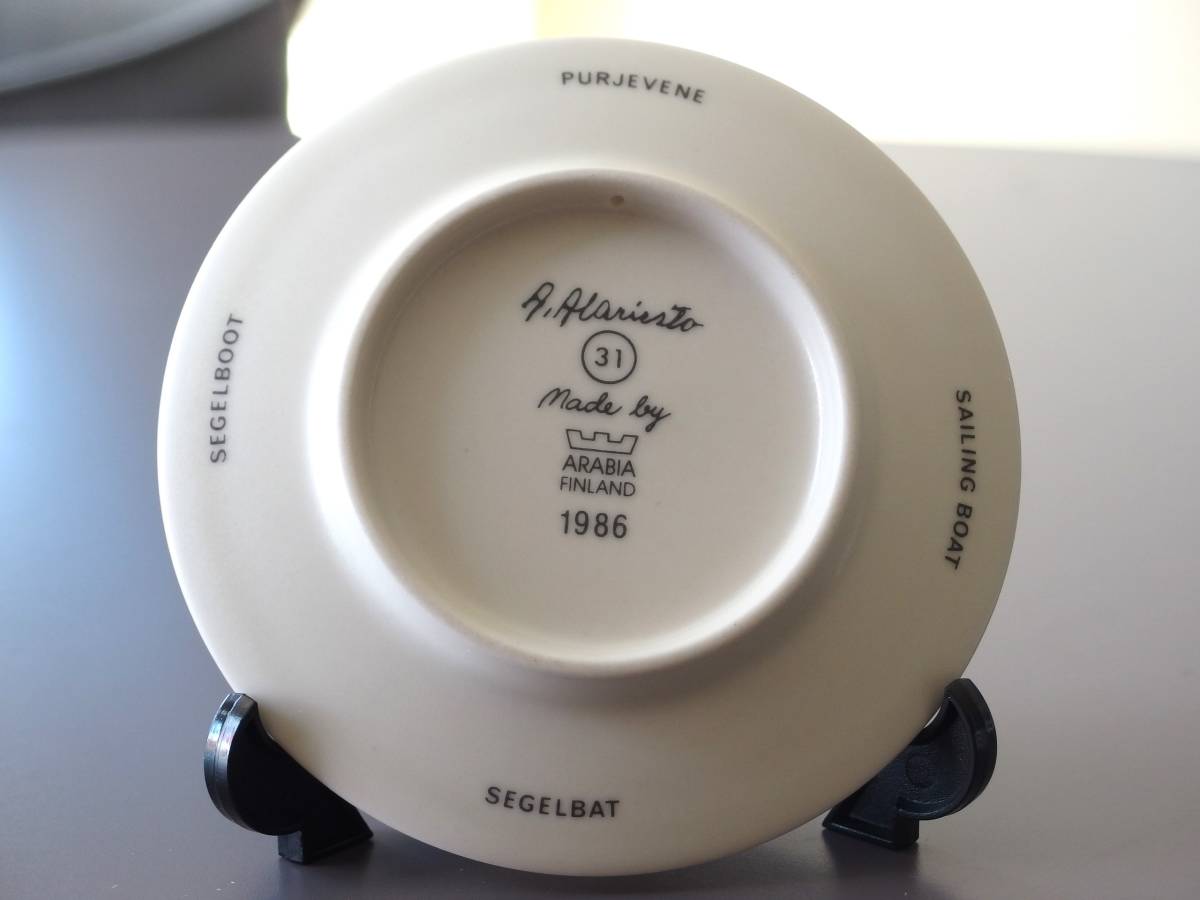 PURJEVENE
SEGELBOOT
A. Alariesto
31
Made by
ARABIA
FINLAND
1986
SAILING BOAT
SEGELBAT